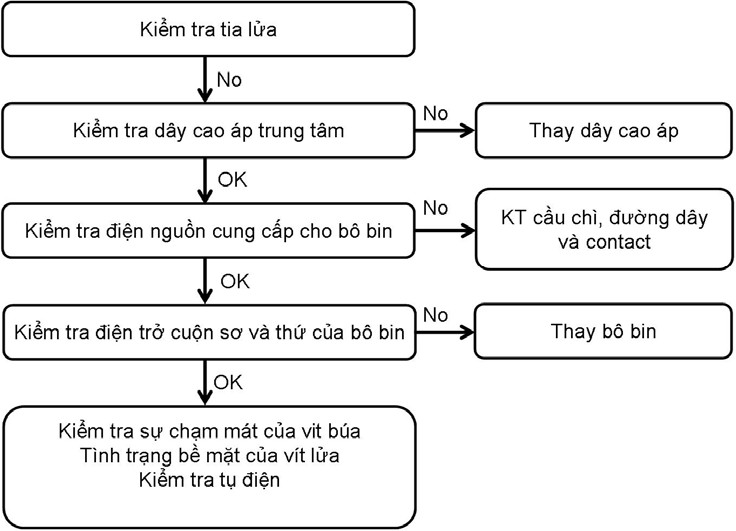 Kiểm tra tia lửa
No
Kiểm tra dây cao áp trung tâm
No
Thay dây cao áp
OK
Kiểm tra điện nguồn cung cấp cho bô bin
No
KT cầu chì, đường dây
và contact
OK
Kiểm tra điện trở cuộn sơ và thứ của bô bin
No
Thay bô bin
OK
Kiểm tra sự chạm mát của vit búa
Tình trạng bề mặt của vít lửa
Kiểm tra tụ điện